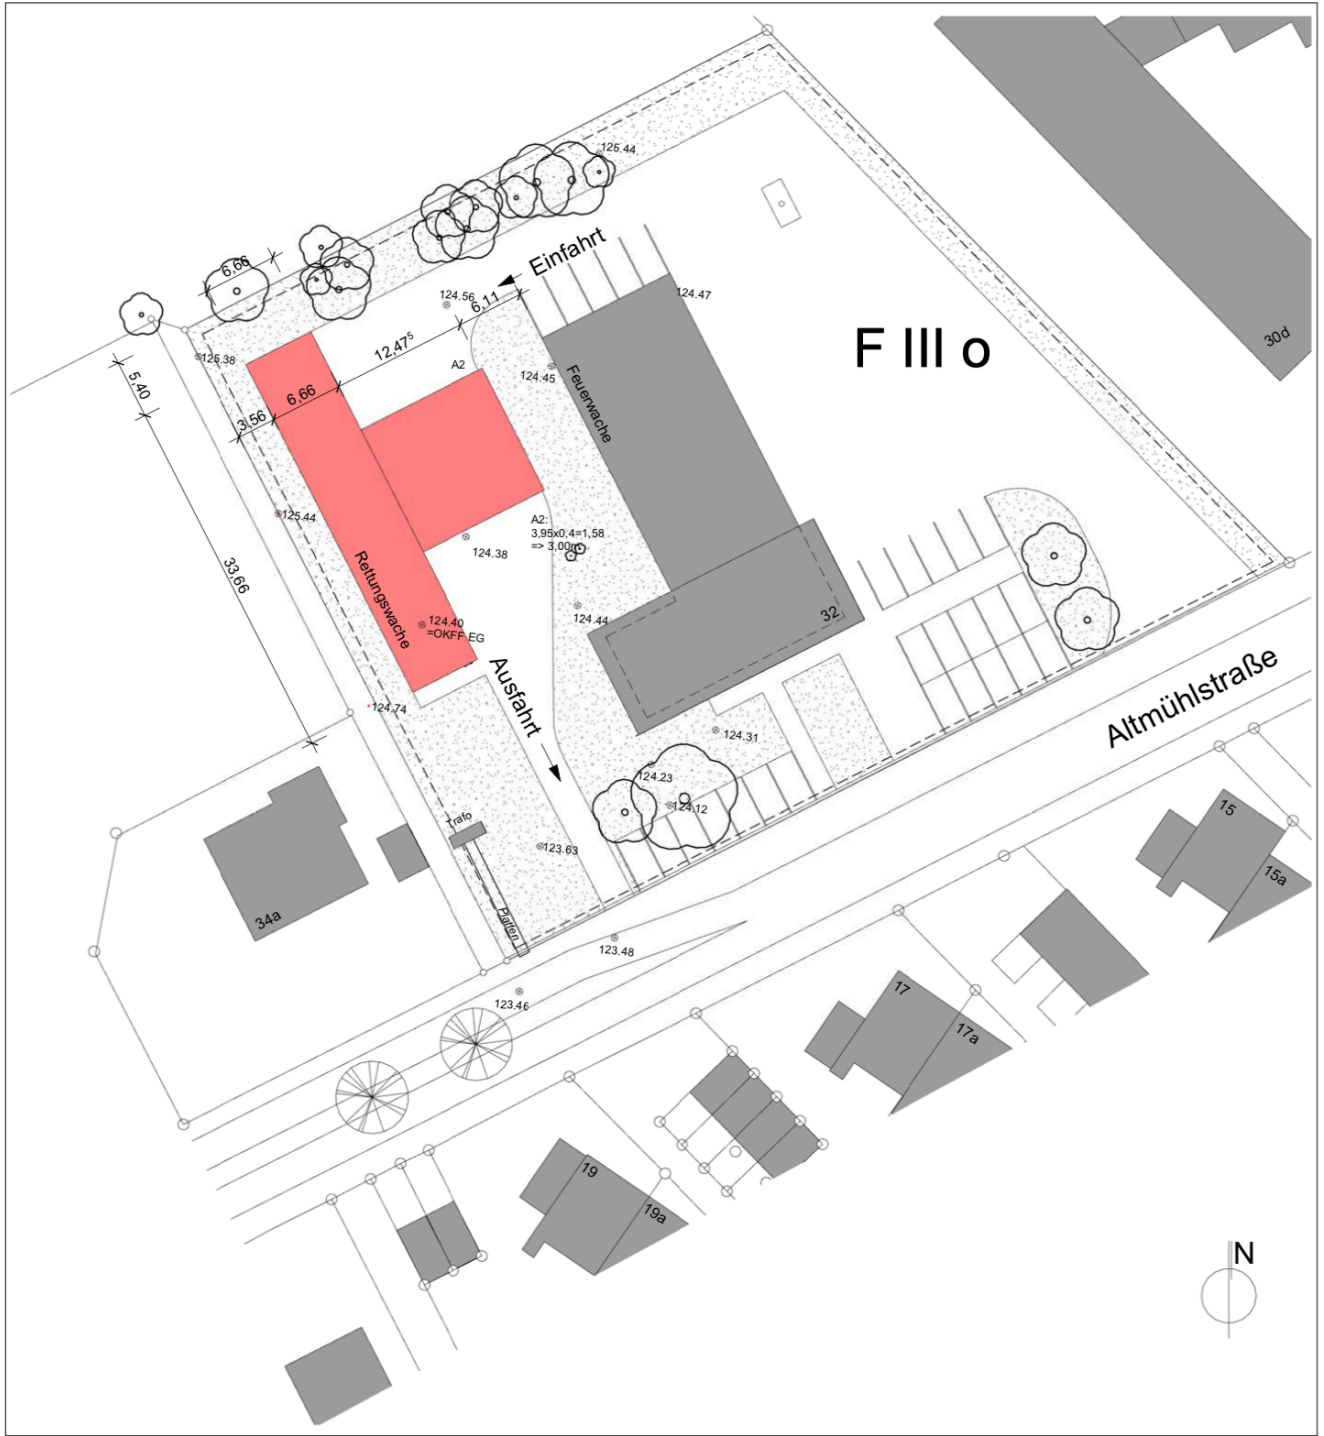 125.44
6,66
Einfahrt
124.56
6,11
124.47
30d
F III o
12,47⁵
125.38
A2
124.45
5,40
6,66
3,56
Feuerwache
125.44
A2:
3,95x0,4=1,58
=> 3,00m
124.38
33,66
Rettungswache
124.40
=OKFF EG
124.44
32
Ausfahrt
Altmühlstraße
124.74
124.31
124.23
124.12
Trafo
123.63
15
15a
34a
Platten
123.48
123.46
17
17a
19
19a
N